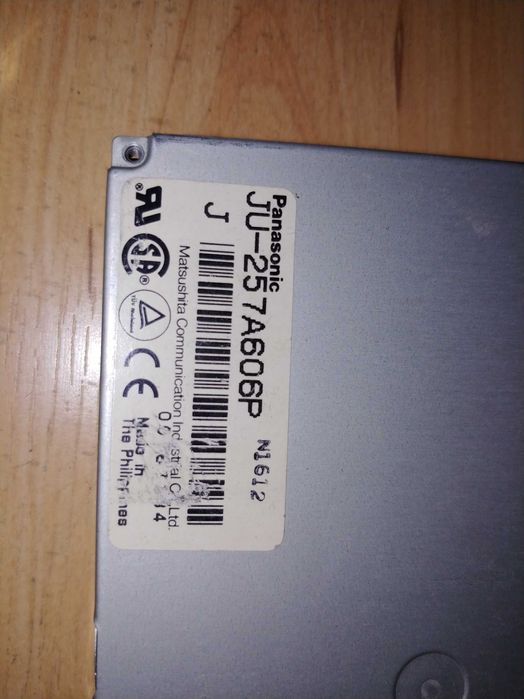 Panasonic
JU-257A606P
J
N1612
Matsushita Communication Industrial Co., Ltd.
Made in
The Philippines